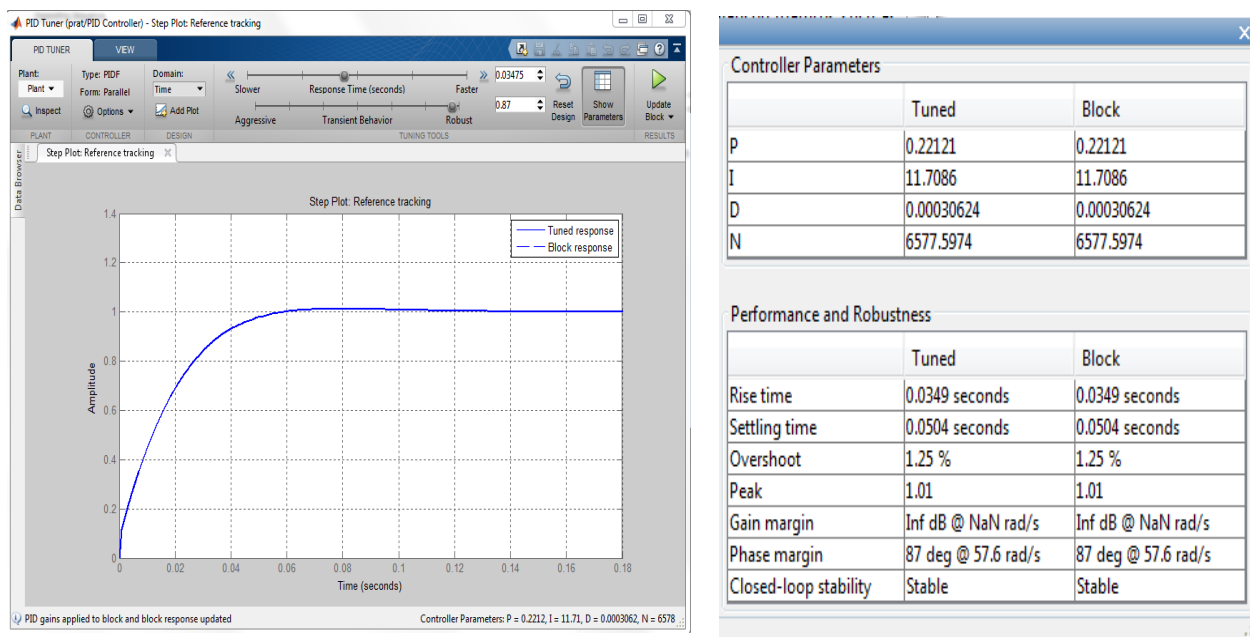 PID Tuner (prat/PID Controller) - Step Plot: Reference tracking
PID TUNER VIEW
Plant: Type: PIDF Domain: 0.03475
Plant Form: Parallel Time Slower Response Time (seconds) Faster
Inspect Options Add Plot 0.87 Reset Show Update
Aggressive Transient Behavior Robust Design Parameters Block
PLANT CONTROLLER DESIGN TUNING TOOLS RESULTS
Data Browser
Step Plot: Reference tracking
Step Plot: Reference tracking
Tuned response
Block response
1.4
1.2
1
0.8
0.6
0.4
0.2
0
Amplitude
0 0.02 0.04 0.06 0.08 0.1 0.12 0.14 0.16 0.18
Time (seconds)
PID gains applied to block and block response updated
Controller Parameters: P = 0.2212, I = 11.71, D = 0.0003062, N = 6578
Controller Parameters
Tuned Block
P 0.22121 0.22121
I 11.7086 11.7086
D 0.00030624 0.00030624
N 6577.5974 6577.5974
Performance and Robustness
Tuned Block
Rise time 0.0349 seconds 0.0349 seconds
Settling time 0.0504 seconds 0.0504 seconds
Overshoot 1.25 % 1.25 %
Peak 1.01 1.01
Gain margin Inf dB @ NaN rad/s Inf dB @ NaN rad/s
Phase margin 87 deg @ 57.6 rad/s 87 deg @ 57.6 rad/s
Closed-loop stability Stable Stable